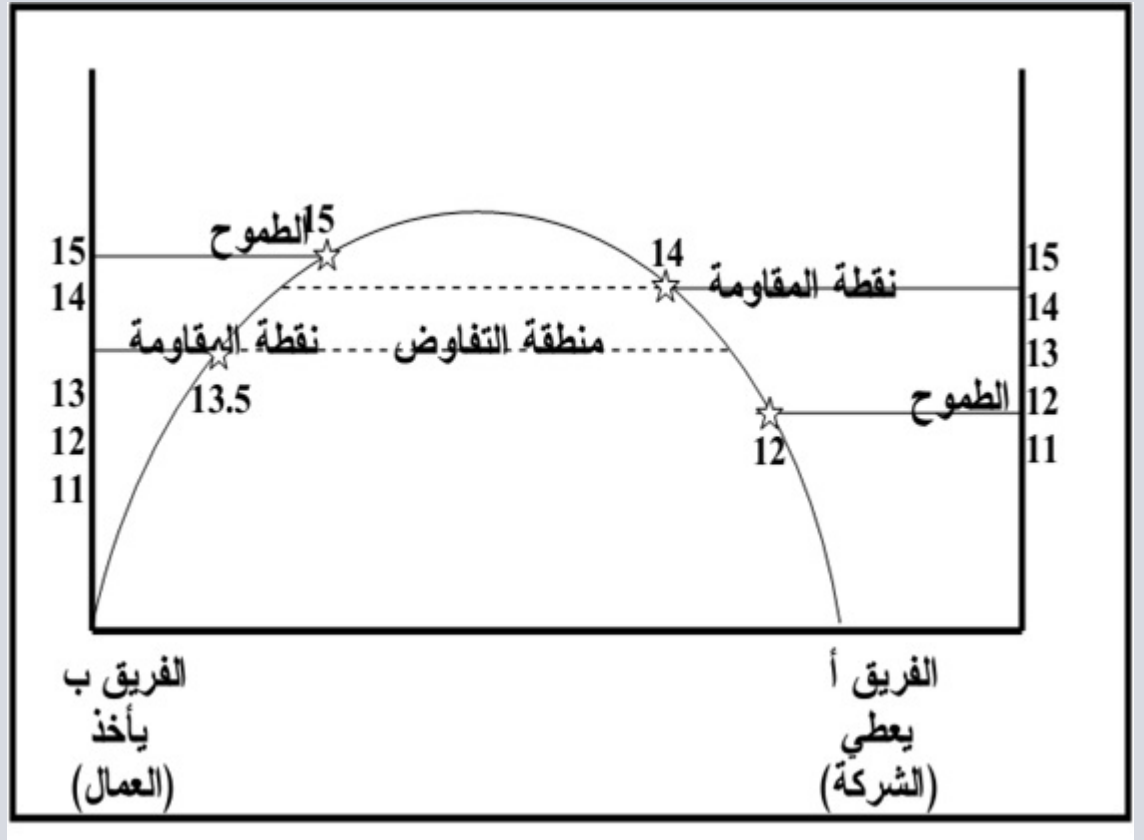 الطموح
15
14
15
15
14
نقطة المقاومة
14
نقطة المقاومة
منطقة التفاوض
13
13.5
13
الطموح
12
12
12
11
11
الفريق أ
يعطي
(الشركة)
الفريق ب
يأخذ
(العمال)